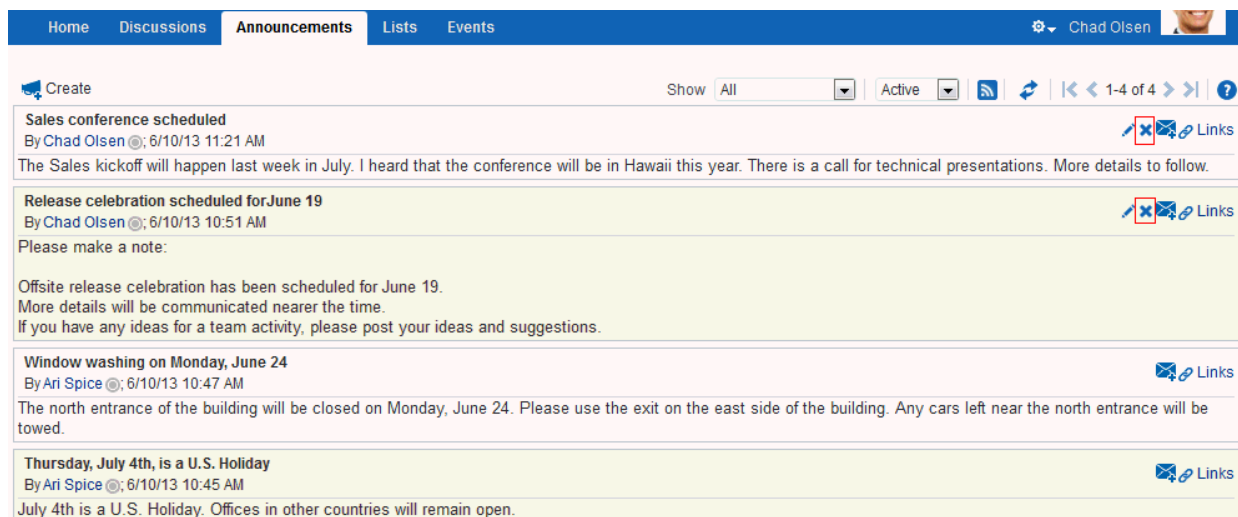 Home Discussions Announcements Lists Events Chad Olsen
Create Show All Active 1-4 of 4
Sales conference scheduled
By Chad Olsen ; 6/10/13 11:21 AM
Links
The Sales kickoff will happen last week in July. I heard that the conference will be in Hawaii this year. There is a call for technical presentations. More details to follow.
Release celebration scheduled forJune 19
By Chad Olsen ; 6/10/13 10:51 AM
Links
Please make a note:
Offsite release celebration has been scheduled for June 19.
More details will be communicated nearer the time.
If you have any ideas for a team activity, please post your ideas and suggestions.
Window washing on Monday, June 24
By Ari Spice ; 6/10/13 10:47 AM
Links
The north entrance of the building will be closed on Monday, June 24. Please use the exit on the east side of the building. Any cars left near the north entrance will be
towed.
Thursday, July 4th, is a U.S. Holiday
By Ari Spice ; 6/10/13 10:45 AM
Links
July 4th is a U.S. Holiday. Offices in other countries will remain open.